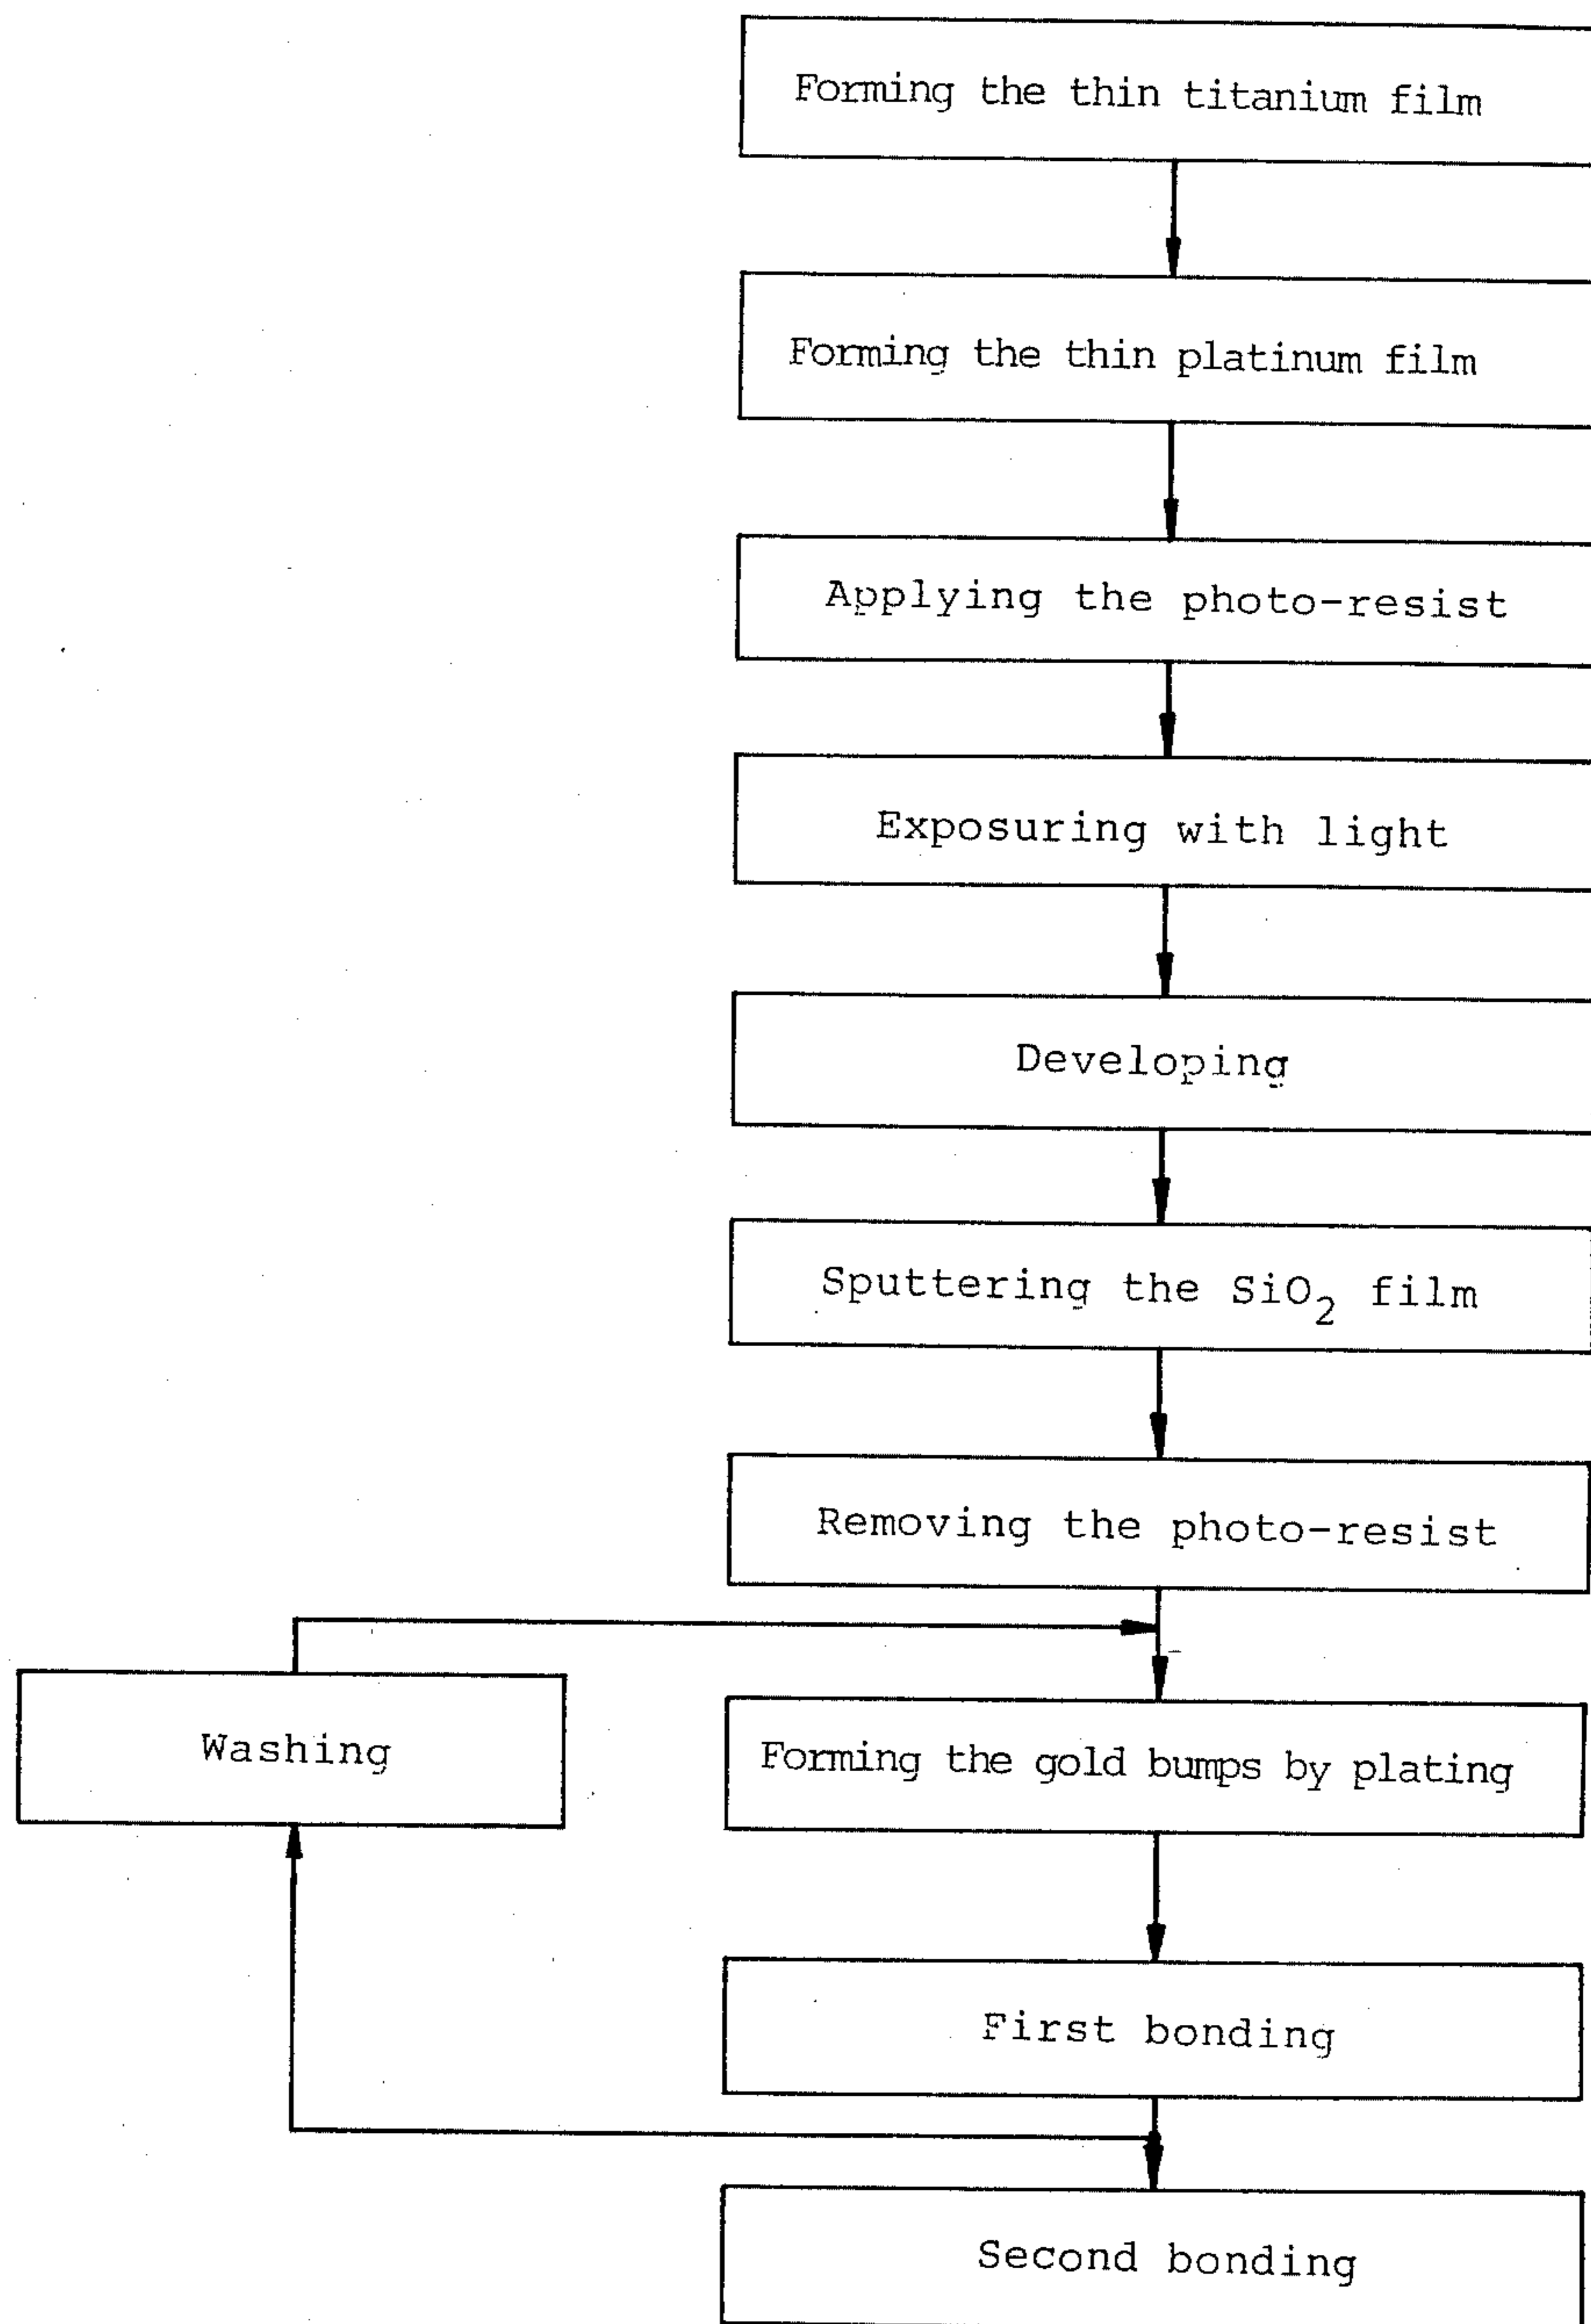 Forming the thin titanium film
Forming the thin platinum film
Applying the photo-resist
Exposuring with light
Developing
Sputtering the SiO₂ film
Removing the photo-resist
Washing
Forming the gold bumps by plating
First bonding
Second bonding